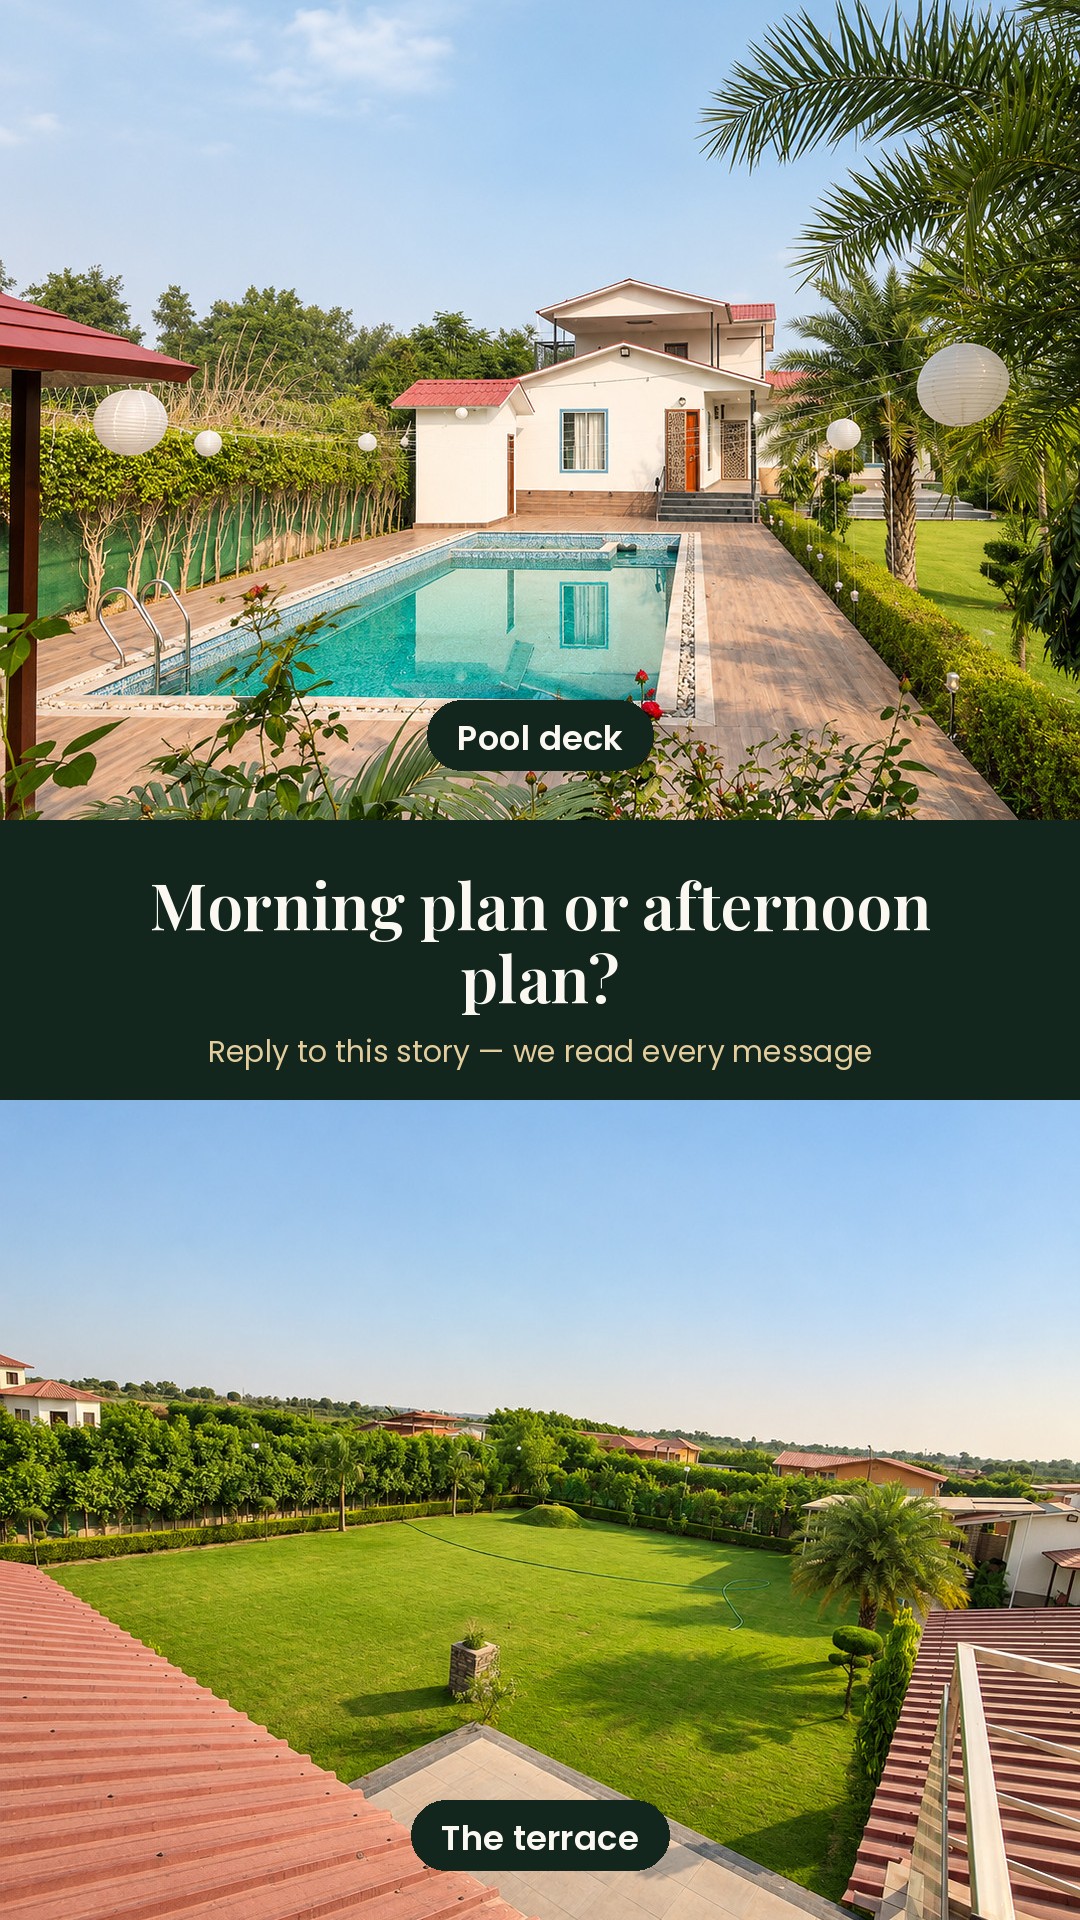 Pool deck
Morning plan or afternoon
plan?
Reply to this story — we read every message
The terrace